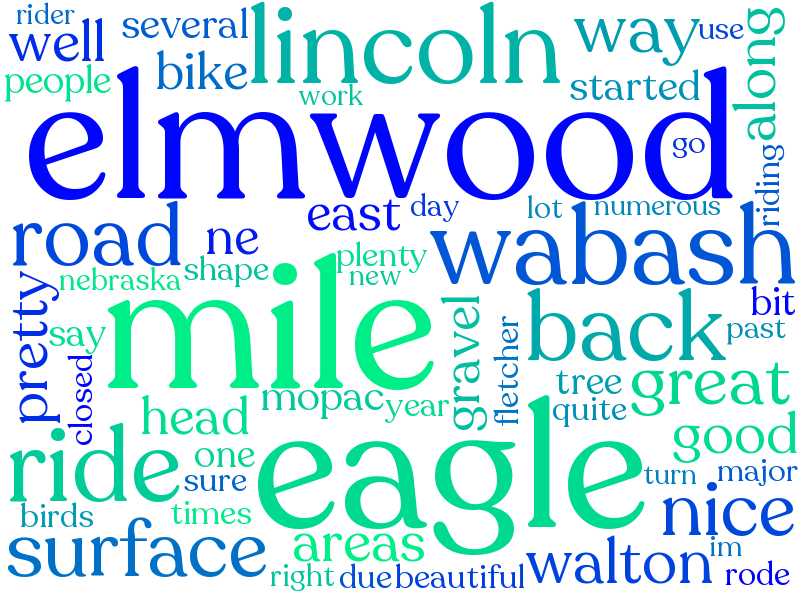 rider
well
several
lincoln
way
use
people
bike
work
started
along
elmwood
go
riding
road
ne
east
day
lot
numerous
wabash
nebraska
shape
plenty
new
pretty
say
closed
mile
gravel
fletcher
back
bit
past
mopac
year
tree
quite
great
head
ride
one
sure
eagle
good
birds
times
turn
major
nice
surface
areas
right
due
beautiful
walton
im
rode